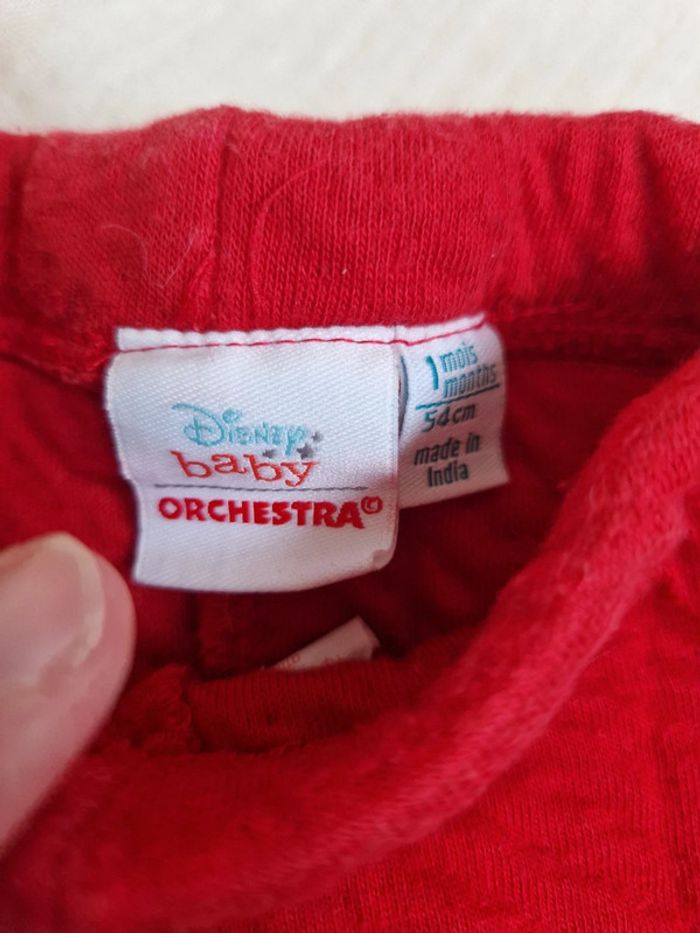 Disney
baby
ORCHESTRA©
1 mois
months
54cm
made in
India